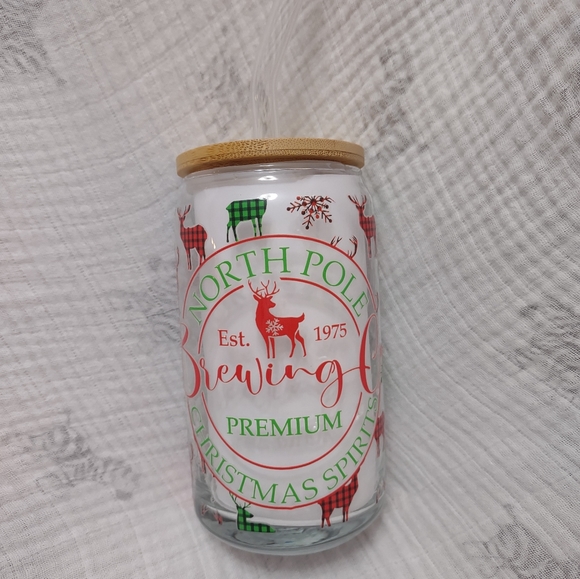 NORTH POLE
Est. 1975
Brewing C
PREMIUM
CHRISTMAS SPIRITS